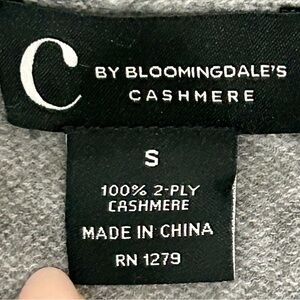 C BY BLOOMINGDALE'S
CASHMERE
S
100% 2-PLY
CASHMERE
MADE IN CHINA
RN 1279